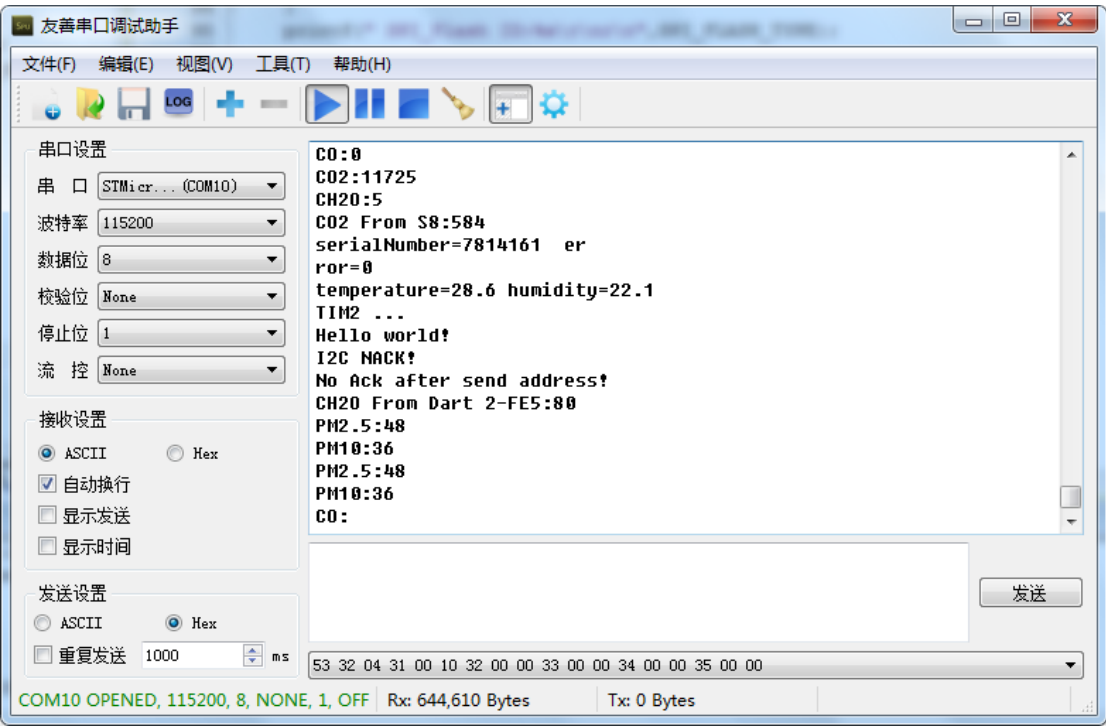 友善串口调试助手
文件(F) 编辑(E) 视图(V) 工具(T) 帮助(H)
LOG
串口设置
串 口 STMicr... (COM10)
波特率 115200
数据位 8
校验位 None
停止位 1
流 控 None
接收设置
ASCII Hex
自动换行
显示发送
显示时间
发送设置
ASCII Hex
重复发送 1000 ms
CO:0
CO2:11725
CH2O:5
CO2 From S8:584
serialNumber=7814161  er
ror=0
temperature=28.6 humidity=22.1
TIM2 ...
Hello world!
I2C NACK!
No Ack after send address!
CH2O From Dart 2-FE5:80
PM2.5:48
PM10:36
PM2.5:48
PM10:36
CO:
发送
53 32 04 31 00 10 32 00 00 33 00 00 34 00 00 35 00 00
COM10 OPENED, 115200, 8, NONE, 1, OFF Rx: 644,610 Bytes Tx: 0 Bytes